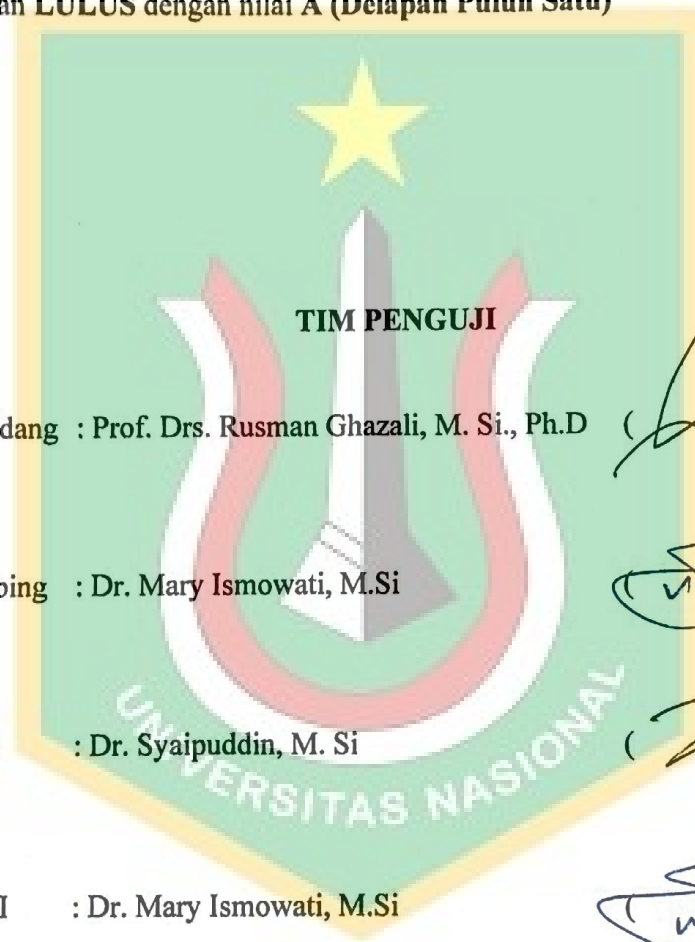 an LULUS dengan nilai A (Delapan Puluh Satu)
TIM PENGUJI
dang : Prof. Drs. Rusman Ghazali, M. Si., Ph.D (
ping : Dr. Mary Ismowati, M.Si (
: Dr. Syaipuddin, M. Si (
I : Dr. Mary Ismowati, M.Si (
UNIVERSITAS NASIONAL